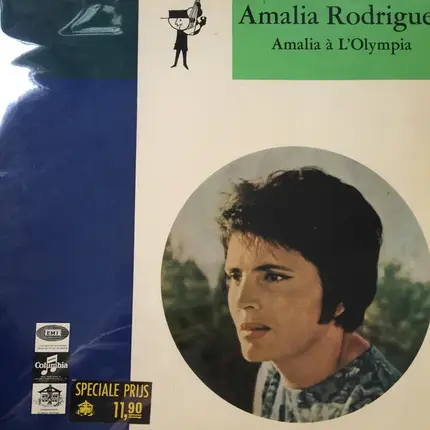 Amalia Rodrigue
Amalia à L'Olympia
EMI
Columbia
SPECIALE PRIJS
11,90